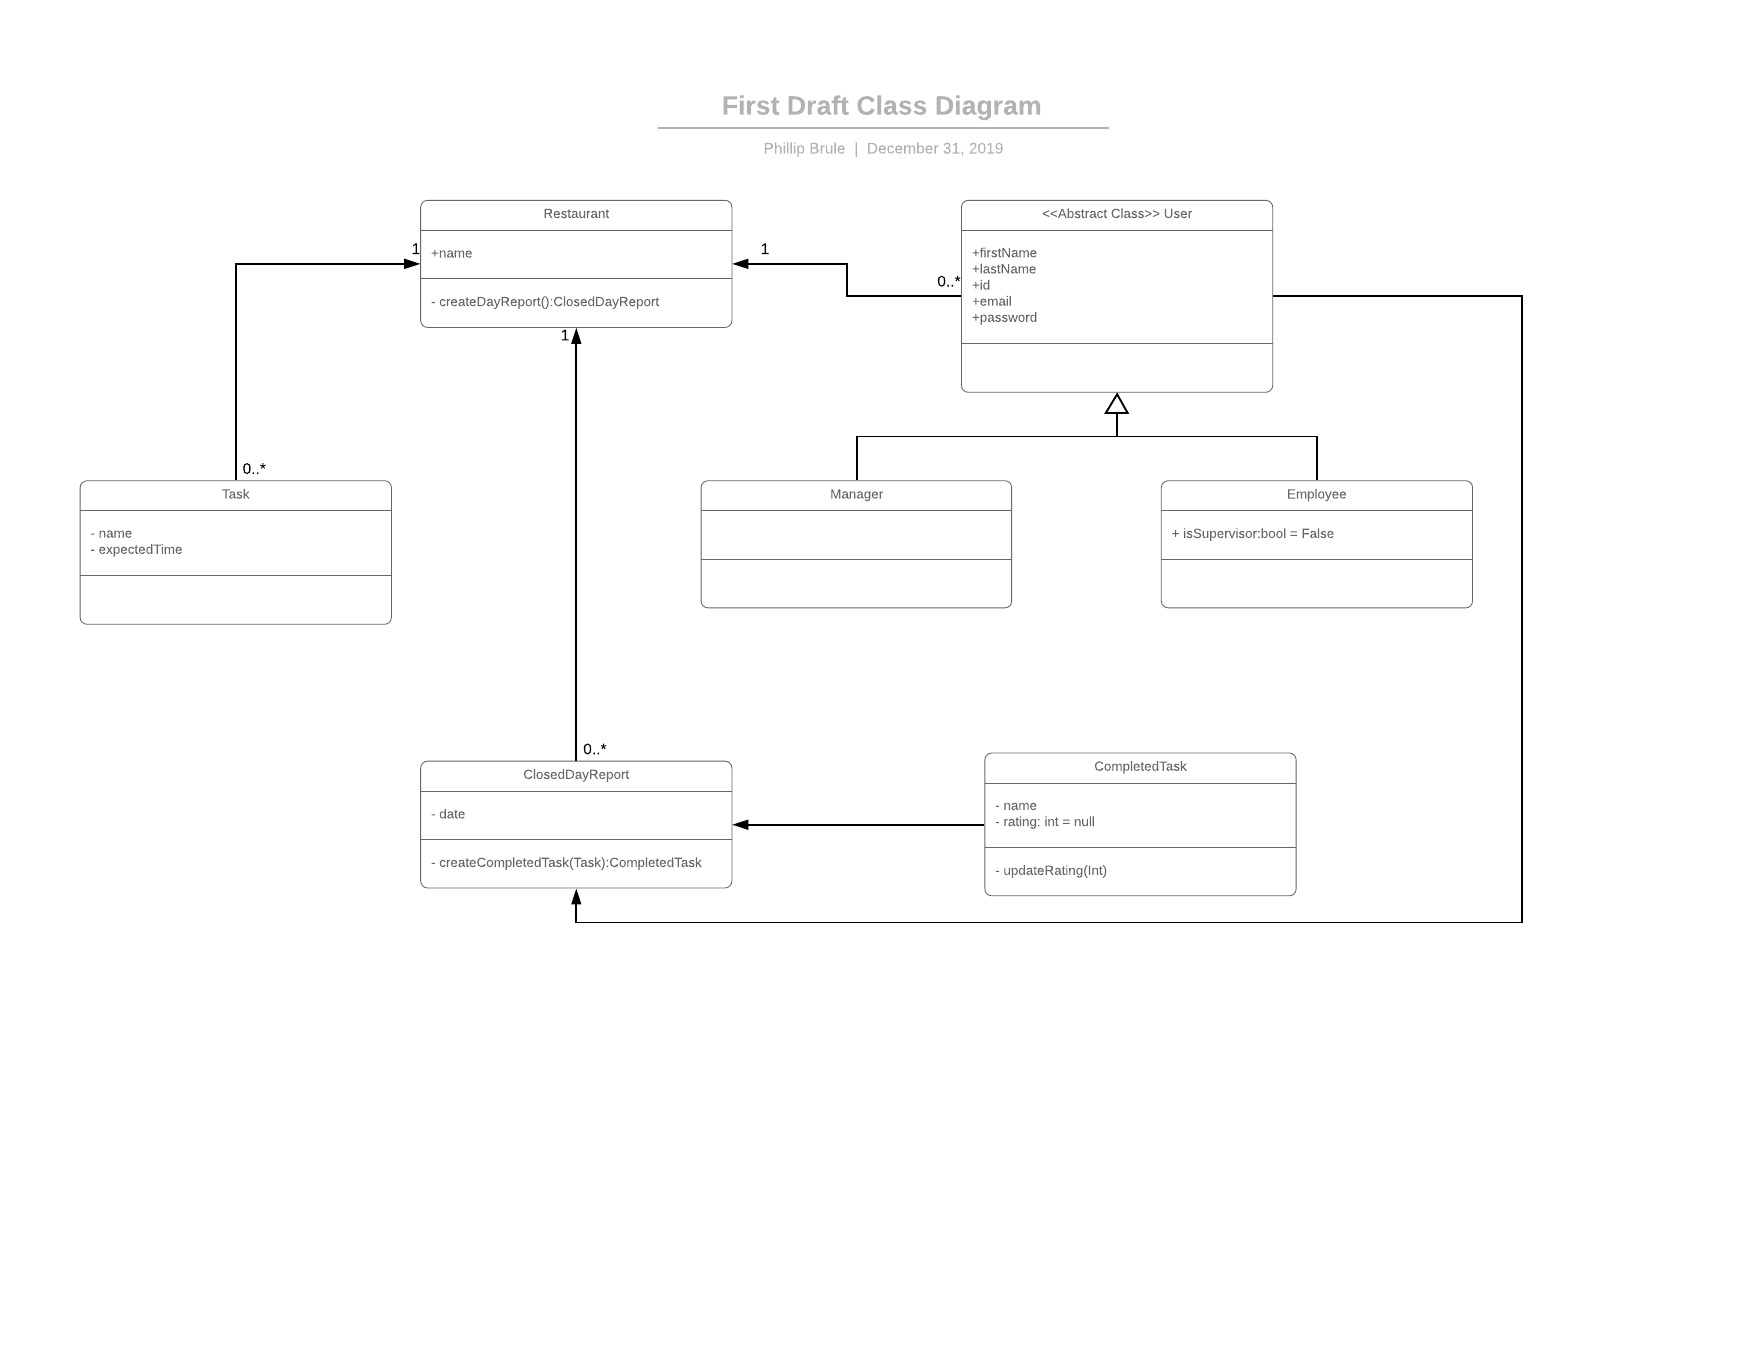 First Draft Class Diagram
Phillip Brule | December 31, 2019
Restaurant
+name
- createDayReport():ClosedDayReport
<<Abstract Class>> User
+firstName
+lastName
+id
+email
+password
1
1
0..*
1
0..*
Task
- name
- expectedTime
Manager
Employee
+ isSupervisor:bool = False
0..*
ClosedDayReport
- date
- createCompletedTask(Task):CompletedTask
CompletedTask
- name
- rating: int = null
- updateRating(Int)